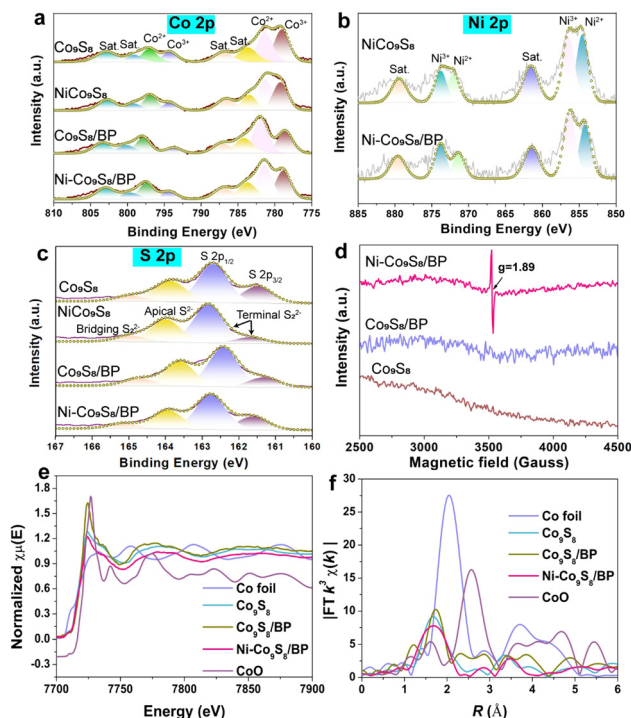 a
Co 2p
Co²⁺
Co³⁺
Sat.
Sat.
Co²⁺
Co³⁺
Sat.
Sat.
Co₉S₈
NiCo₉S₈
Co₉S₈/BP
Ni-Co₉S₈/BP
Intensity (a.u.)
810 805 800 795 790 785 780 775
Binding Energy (eV)
b
Ni 2p
Ni³⁺
Ni²⁺
NiCo₉S₈
Sat.
Ni³⁺
Ni²⁺
Sat.
Ni-Co₉S₈/BP
Intensity (a.u.)
885 880 875 870 865 860 855 850
Binding Energy (eV)
c
S 2p
S 2p₁/₂
S 2p₃/₂
Co₉S₈
NiCo₉S₈
Apical S²⁻
Terminal S₂²⁻
Bridging S₂²⁻
Co₉S₈/BP
Ni-Co₉S₈/BP
Intensity (a.u.)
167 166 165 164 163 162 161 160
Binding Energy (eV)
d
Ni-Co₉S₈/BP
g=1.89
Co₉S₈/BP
Co₉S₈
Intensity (a.u.)
2500 3000 3500 4000 4500
Magnetic field (Gauss)
e
Normalized χμ(E)
1.8
1.5
1.2
0.9
0.6
0.3
0.0
-0.3
Co foil
Co₉S₈
Co₉S₈/BP
Ni-Co₉S₈/BP
CoO
7700 7750 7800 7850 7900
Energy (eV)
f
|FT k³ χ(k) |
30
25
20
15
10
5
0
Co foil
Co₉S₈
Co₉S₈/BP
Ni-Co₉S₈/BP
CoO
0 1 2 3 4 5 6
R (Å)